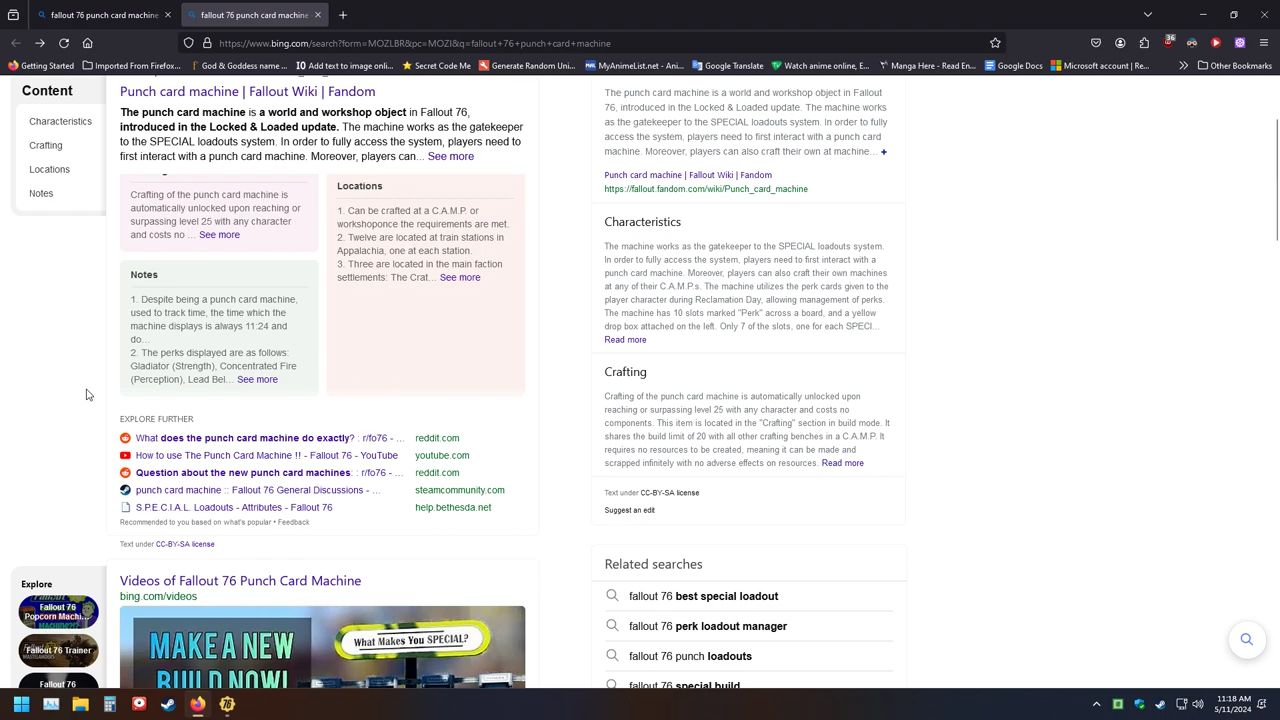 fallout 76 punch card machine
fallout 76 punch card machine
https://www.bing.com/search?form=MOZLBR&pc=MOZI&q=fallout+76+punch+card+machine
36
Getting Started
Imported From Firefox...
God & Goddess name ...
IO Add text to image onli...
Secret Code Me
Generate Random Uni...
MyAnimeList.net - Ani...
Google Translate
Watch anime online, E...
Manga Here - Read En...
Google Docs
Microsoft account | Re...
Other Bookmarks
Content
Characteristics
Crafting
Locations
Notes
Punch card machine | Fallout Wiki | Fandom
The punch card machine is a world and workshop object in Fallout 76,
introduced in the Locked & Loaded update. The machine works as the gatekeeper
to the SPECIAL loadouts system. In order to fully access the system, players need to
first interact with a punch card machine. Moreover, players can... See more
Crafting of the punch card machine is
automatically unlocked upon reaching or
surpassing level 25 with any character
and costs no ... See more
Locations
1. Can be crafted at a C.A.M.P. or
workshoponce the requirements are met.
2. Twelve are located at train stations in
Appalachia, one at each station.
3. Three are located in the main faction
settlements: The Crat... See more
Notes
1. Despite being a punch card machine,
used to track time, the time which the
machine displays is always 11:24 and
do...
2. The perks displayed are as follows:
Gladiator (Strength), Concentrated Fire
(Perception), Lead Bel... See more
EXPLORE FURTHER
What does the punch card machine do exactly? : r/fo76 - ... reddit.com
How to use The Punch Card Machine !! - Fallout 76 - YouTube youtube.com
Question about the new punch card machines: : r/fo76 - ... reddit.com
punch card machine :: Fallout 76 General Discussions - ... steamcommunity.com
S.P.E.C.I.A.L. Loadouts - Attributes - Fallout 76 help.bethesda.net
Recommended to you based on what's popular • Feedback
Text under CC-BY-SA license
Explore
Fallout 76
Popcorn Machi...
Fallout 76 Trainer
Fallout 76
Videos of Fallout 76 Punch Card Machine
bing.com/videos
MAKE A NEW
BUILD NOW!
What Makes You SPECIAL?
The punch card machine is a world and workshop object in Fallout
76, introduced in the Locked & Loaded update. The machine works
as the gatekeeper to the SPECIAL loadouts system. In order to fully
access the system, players need to first interact with a punch card
machine. Moreover, players can also craft their own at machine... +
Punch card machine | Fallout Wiki | Fandom
https://fallout.fandom.com/wiki/Punch_card_machine
Characteristics
The machine works as the gatekeeper to the SPECIAL loadouts system.
In order to fully access the system, players need to first interact with a
punch card machine. Moreover, players can also craft their own machines
at any of their C.A.M.P.s. The machine utilizes the perk cards given to the
player character during Reclamation Day, allowing management of perks.
The machine has 10 slots marked "Perk" across a board, and a yellow
drop box attached on the left. Only 7 of the slots, one for each SPECI...
Read more
Crafting
Crafting of the punch card machine is automatically unlocked upon
reaching or surpassing level 25 with any character and costs no
components. This item is located in the "Crafting" section in build mode. It
shares the build limit of 20 with all other crafting benches in a C.A.M.P. It
requires no resources to be created, meaning it can be made and
scrapped infinitely with no adverse effects on resources. Read more
Text under CC-BY-SA license
Suggest an edit
Related searches
fallout 76 best special loadout
fallout 76 perk loadout manager
fallout 76 punch loadouts
fallout 76 special build
76
11:18 AM
5/11/2024